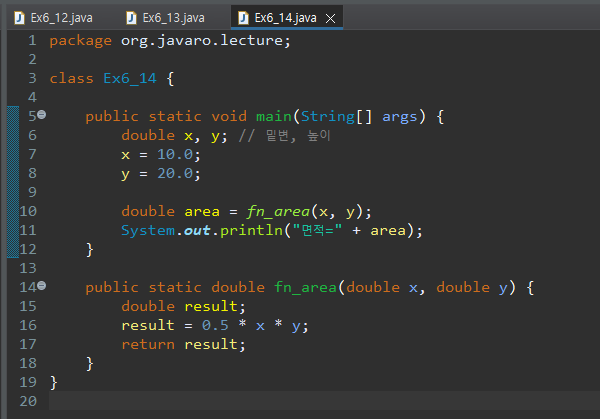 Ex6_12.java Ex6_13.java Ex6_14.java
1 package org.javaro.lecture;
2
3 class Ex6_14 {
4
5 public static void main(String[] args) {
6 double x, y; // 밑변, 높이
7 x = 10.0;
8 y = 20.0;
9
10 double area = fn_area(x, y);
11 System.out.println("면적=" + area);
12 }
13
14 public static double fn_area(double x, double y) {
15 double result;
16 result = 0.5 * x * y;
17 return result;
18 }
19 }
20